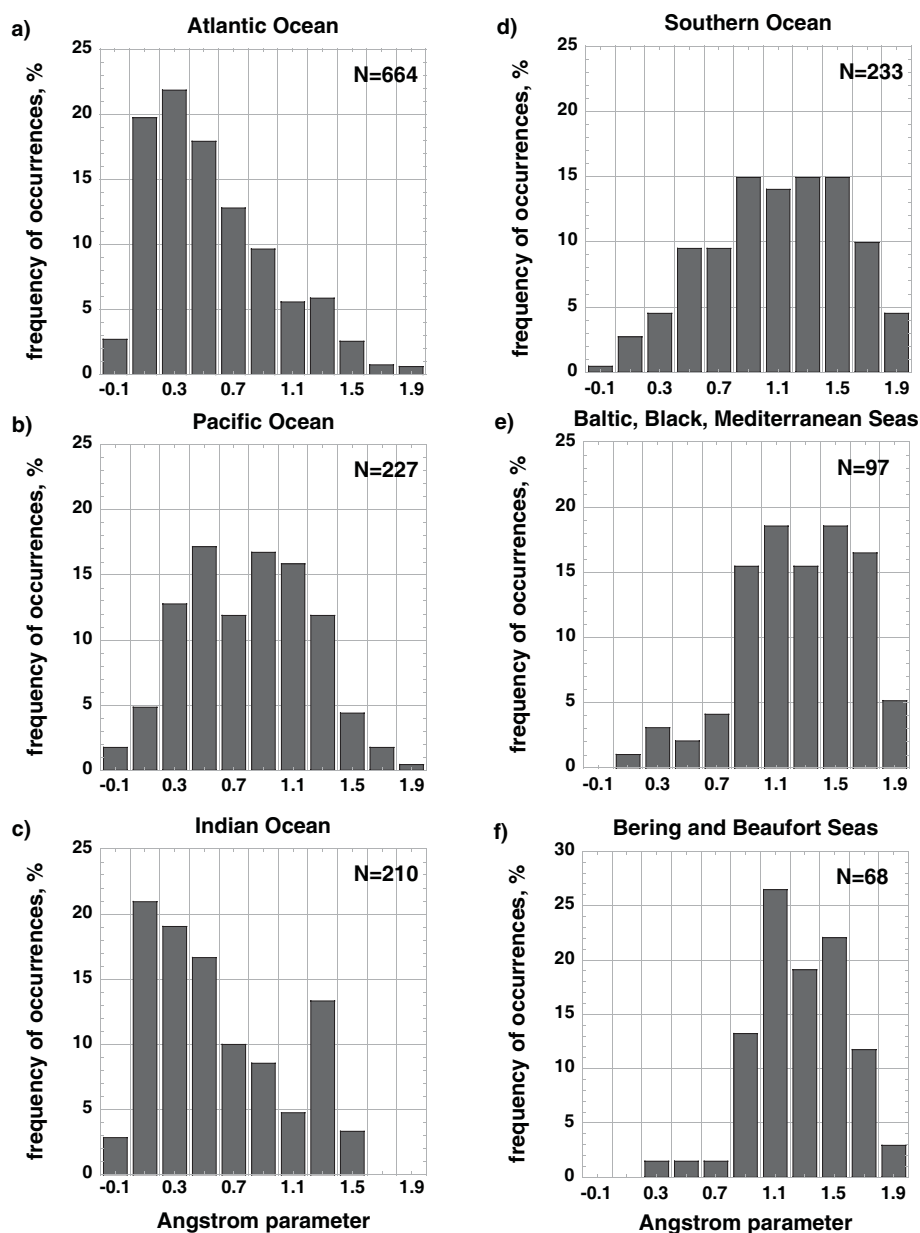 a)
Atlantic Ocean
N=664
frequency of occurrences, %
25
20
15
10
5
0
-0.1 0.3 0.7 1.1 1.5 1.9
b)
Pacific Ocean
N=227
frequency of occurrences, %
25
20
15
10
5
0
-0.1 0.3 0.7 1.1 1.5 1.9
c)
Indian Ocean
N=210
frequency of occurrences, %
25
20
15
10
5
0
-0.1 0.3 0.7 1.1 1.5 1.9
Angstrom parameter
d)
Southern Ocean
N=233
frequency of occurrences, %
25
20
15
10
5
0
-0.1 0.3 0.7 1.1 1.5 1.9
e)
Baltic, Black, Mediterranean Seas
N=97
frequency of occurrences, %
25
20
15
10
5
0
-0.1 0.3 0.7 1.1 1.5 1.9
f)
Bering and Beaufort Seas
N=68
frequency of occurrences, %
30
25
20
15
10
5
0
-0.1 0.3 0.7 1.1 1.5 1.9
Angstrom parameter